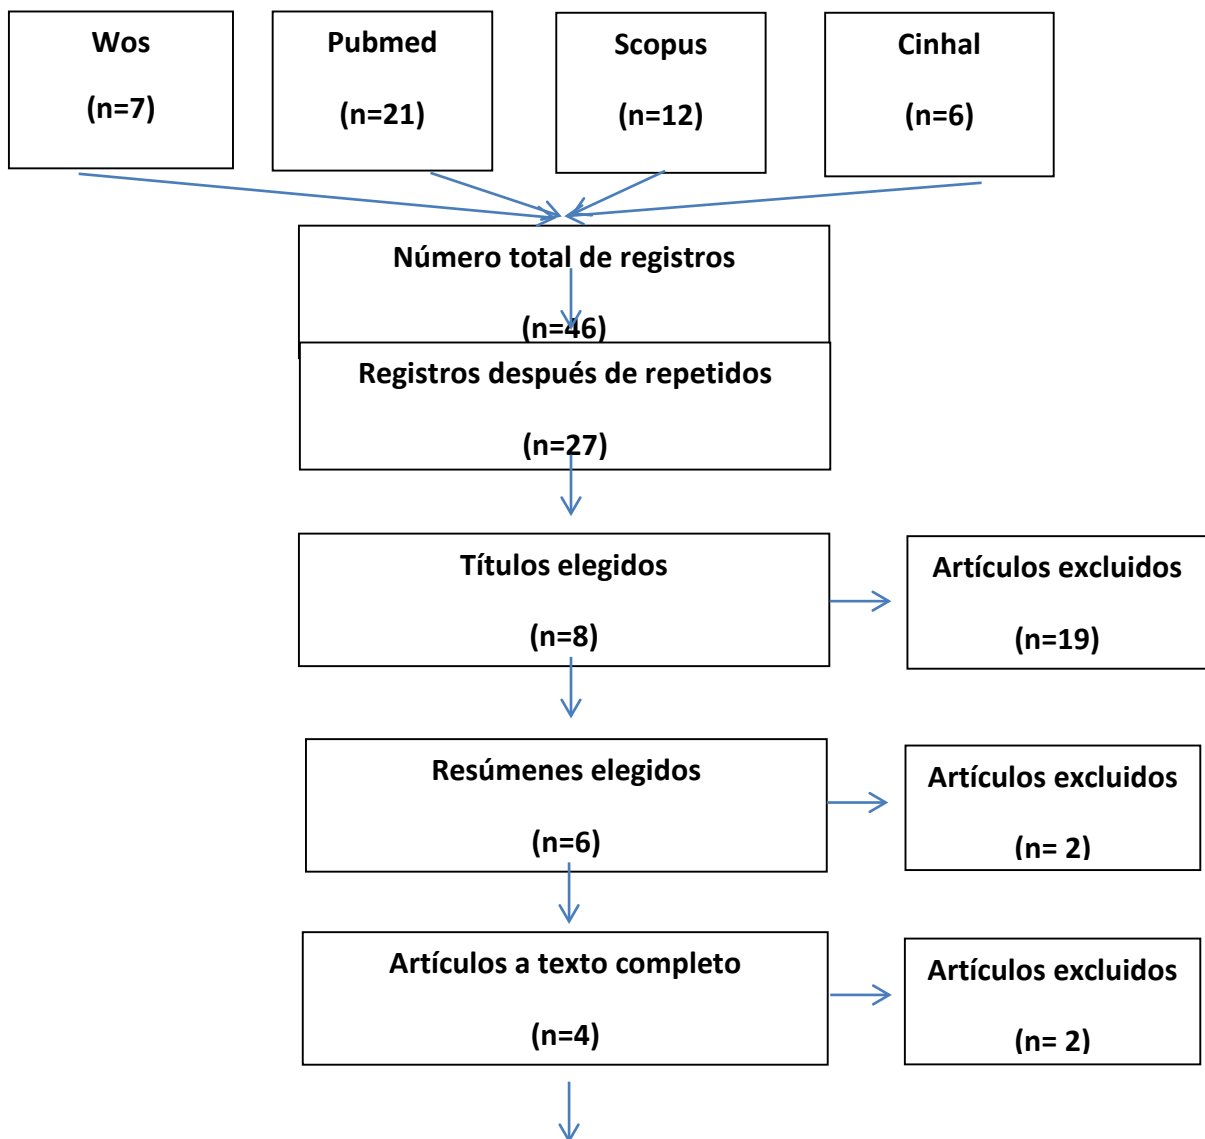 Wos
(n=7)
Pubmed
(n=21)
Scopus
(n=12)
Cinhal
(n=6)
Número total de registros
(n=46)
Registros después de repetidos
(n=27)
Títulos elegidos
(n=8)
Artículos excluidos
(n=19)
Resúmenes elegidos
(n=6)
Artículos excluidos
(n= 2)
Artículos a texto completo
(n=4)
Artículos excluidos
(n= 2)